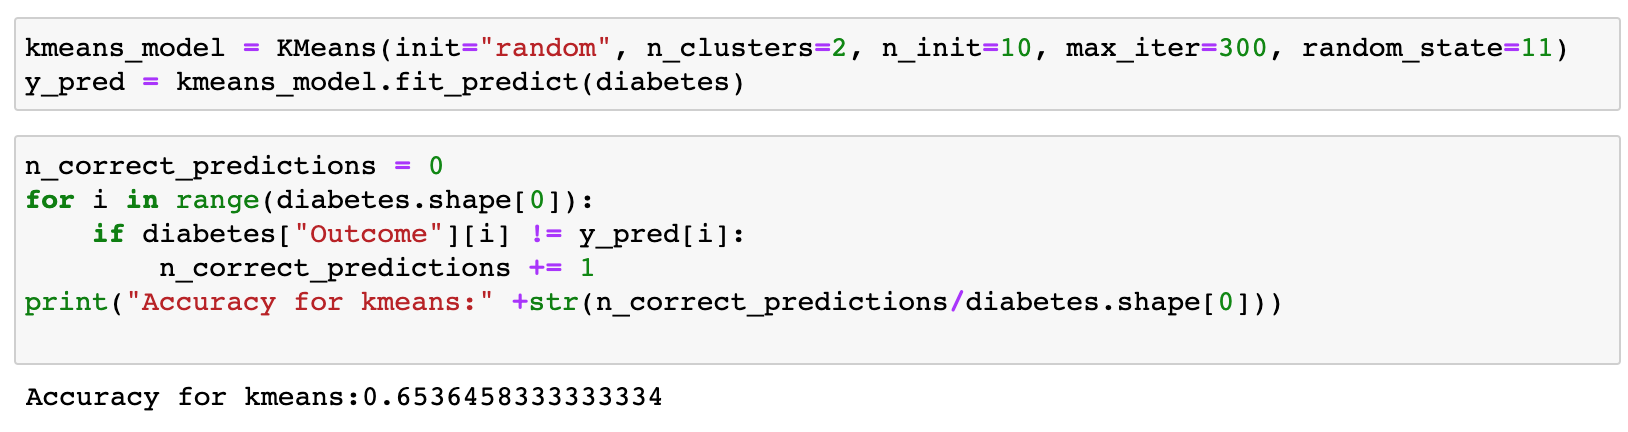 kmeans_model = KMeans(init="random", n_clusters=2, n_init=10, max_iter=300, random_state=11)
y_pred = kmeans_model.fit_predict(diabetes)
n_correct_predictions = 0
for i in range(diabetes.shape[0]):
    if diabetes["Outcome"][i] != y_pred[i]:
        n_correct_predictions += 1
print("Accuracy for kmeans:" +str(n_correct_predictions/diabetes.shape[0]))
Accuracy for kmeans:0.6536458333333334